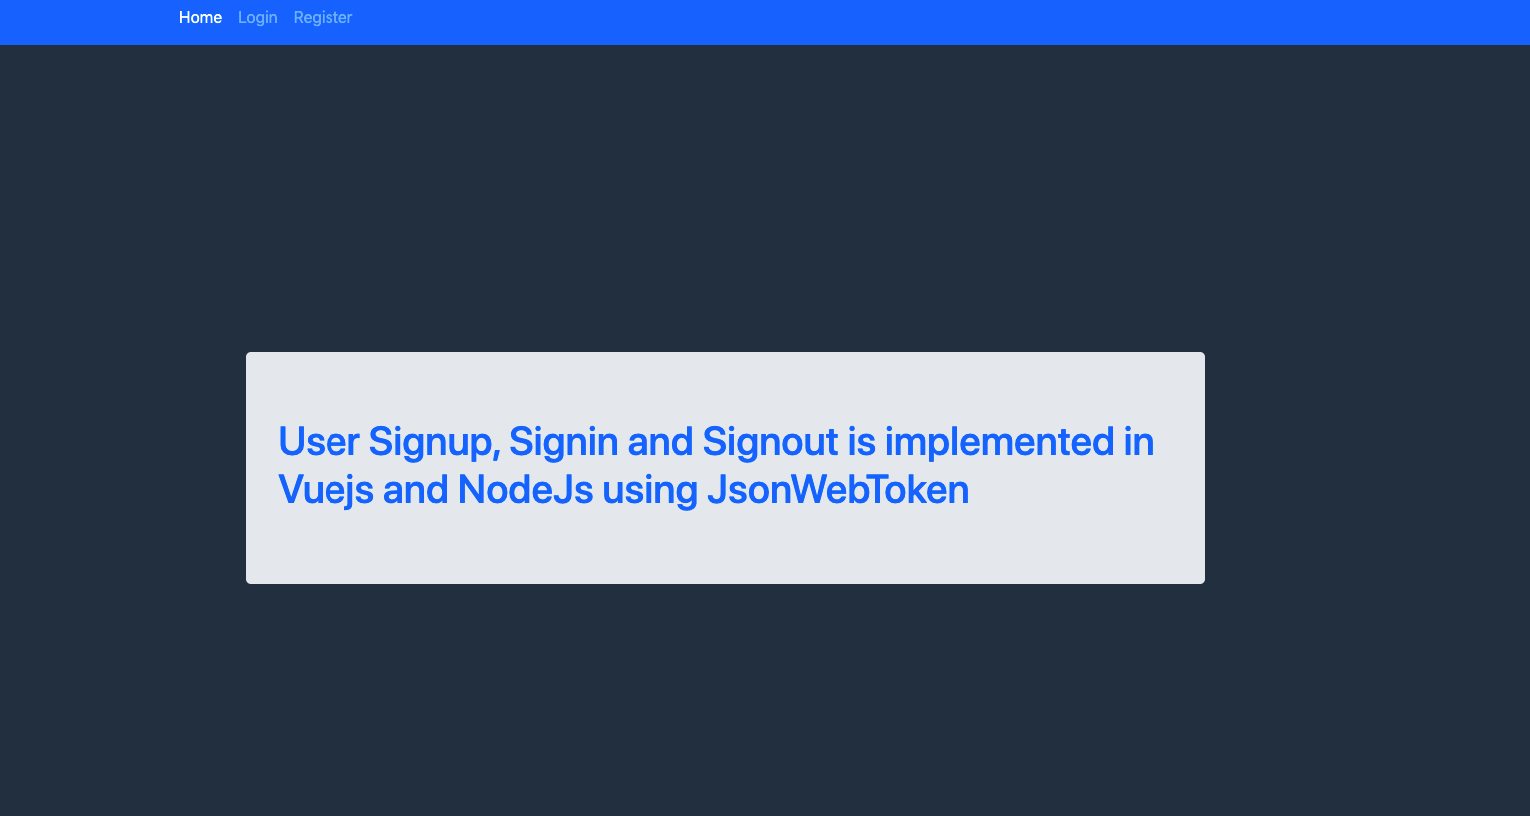 Home Login Register
User Signup, Signin and Signout is implemented in
Vuejs and NodeJs using JsonWebToken